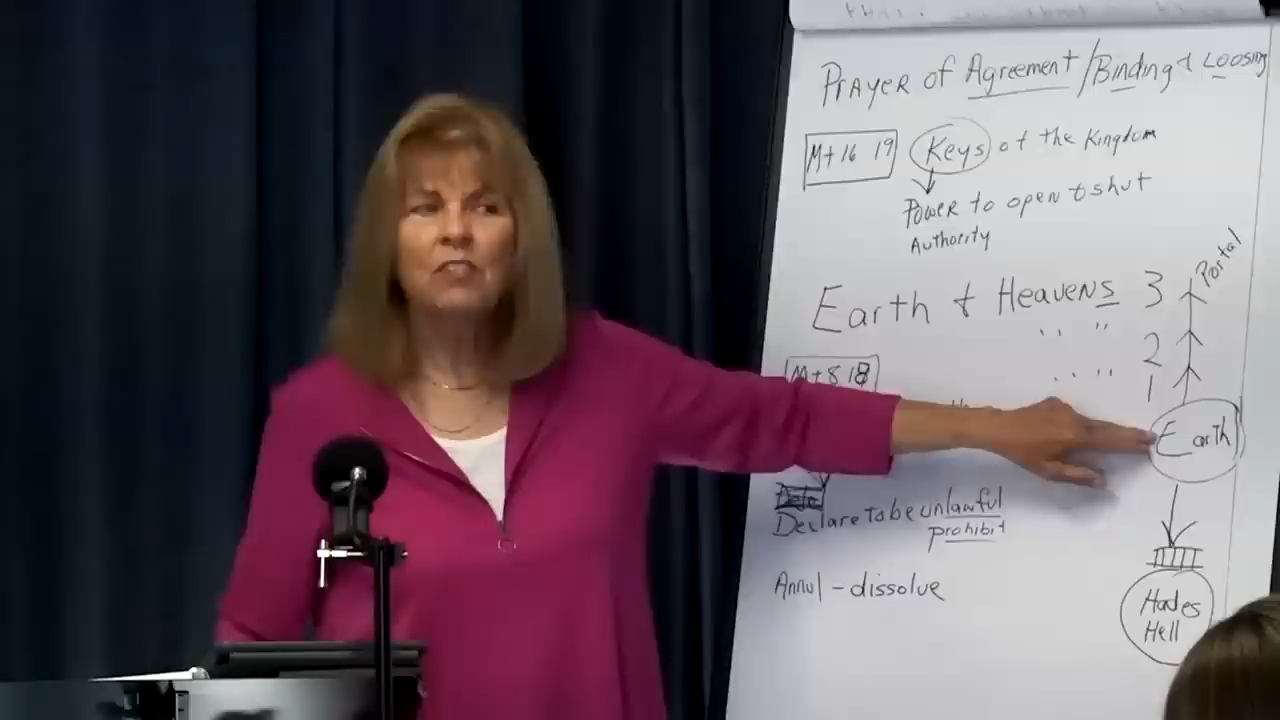 Prayer of Agreement / Binding & Loosing
Mt 16 19 Keys of the Kingdom
Power to open & shut
Authority
Portal
Earth & Heavens 3
" " 2
" " 1
Mt 8 18
Earth
Declare to be unlawful
prohibit
Annul - dissolve
Hades
Hell